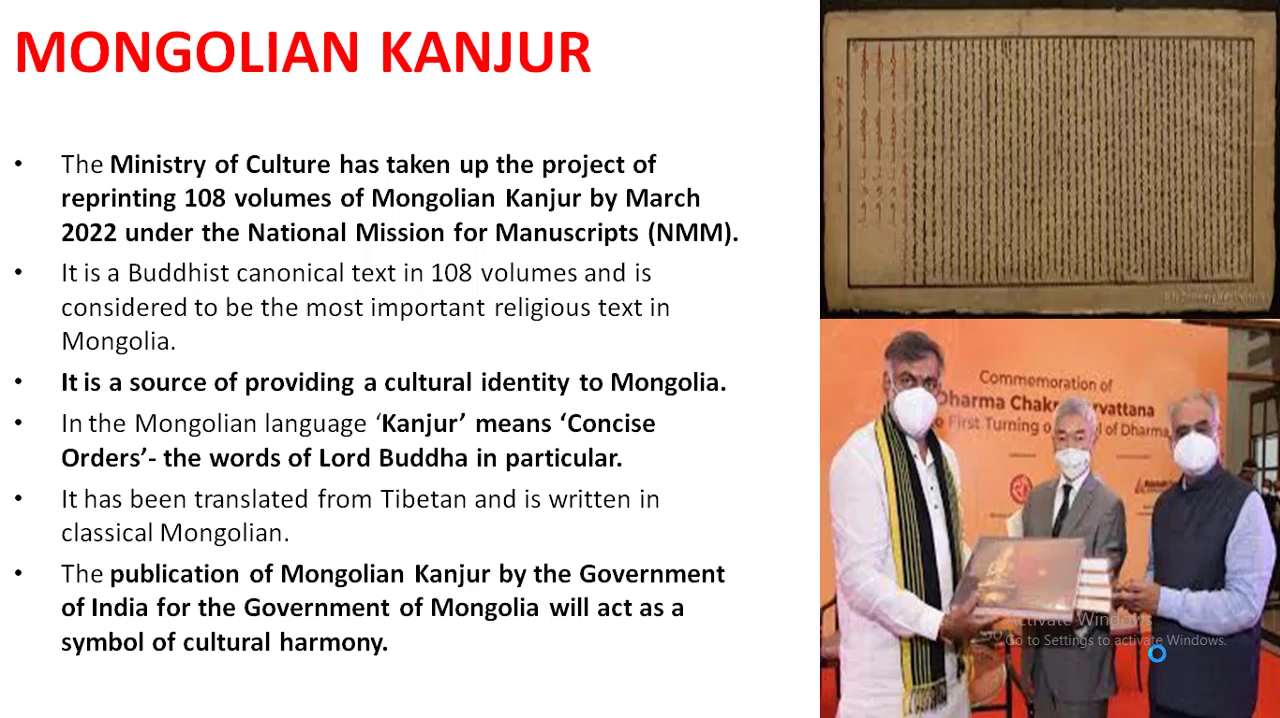 MONGOLIAN KANJUR
• The Ministry of Culture has taken up the project of
reprinting 108 volumes of Mongolian Kanjur by March
2022 under the National Mission for Manuscripts (NMM).
• It is a Buddhist canonical text in 108 volumes and is
considered to be the most important religious text in
Mongolia.
• It is a source of providing a cultural identity to Mongolia.
• In the Mongolian language ‘Kanjur’ means ‘Concise
Orders’- the words of Lord Buddha in particular.
• It has been translated from Tibetan and is written in
classical Mongolian.
• The publication of Mongolian Kanjur by the Government
of India for the Government of Mongolia will act as a
symbol of cultural harmony.
Commemoration of
Dharma
First Turning of Dharma
Activate Windows
Go to Settings to activate Windows.